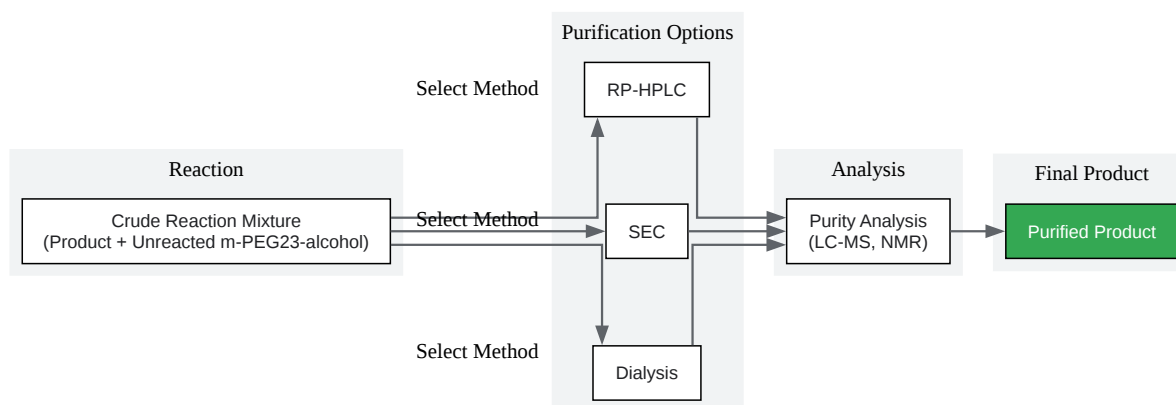 Purification Options
Select Method
RP-HPLC
Reaction
Crude Reaction Mixture
(Product + Unreacted m-PEG23-alcohol)
Select Method
SEC
Analysis
Purity Analysis
(LC-MS, NMR)
Final Product
Purified Product
Select Method
Dialysis